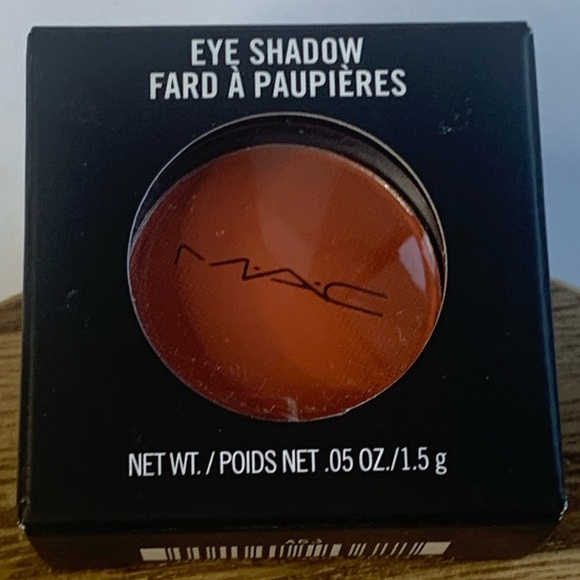 EYE SHADOW
FARD À PAUPIÈRES
M·A·C
NET WT. / POIDS NET .05 OZ./1.5 g